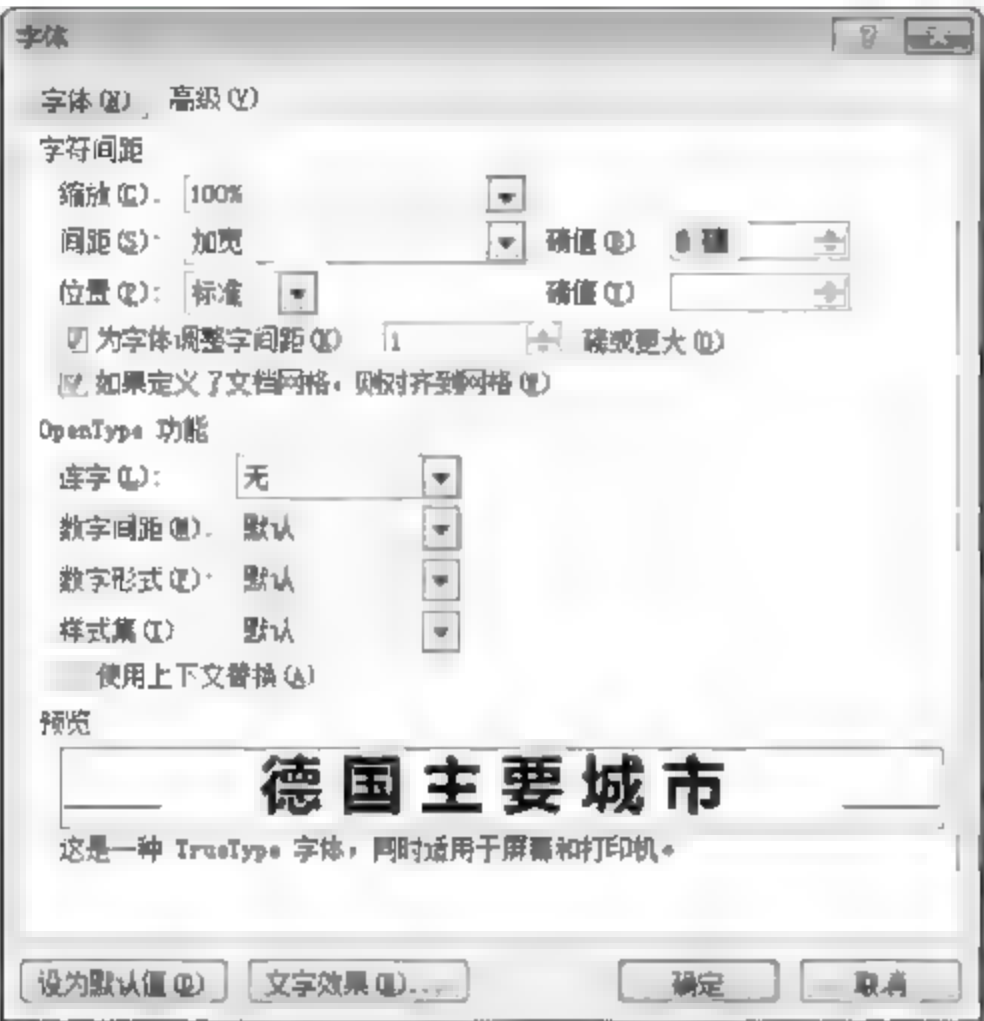 字体
字体(N) 高级(Y)
字符间距
缩放(C): 100%
间距(S): 加宽 磅值(B) 6 磅
位置(P): 标准 磅值(Y)
为字体调整字间距(K) 1 磅或更大(O)
如果定义了文档网格，则对齐到网格(W)
OpenType 功能
连字(L): 无
数字间距(M). 默认
数字形式(F): 默认
样式集(T) 默认
使用上下文替换(A)
预览
德国主要城市
这是一种 TrueType 字体，同时适用于屏幕和打印机。
设为默认值(D) 文字效果(E)... 确定 取消